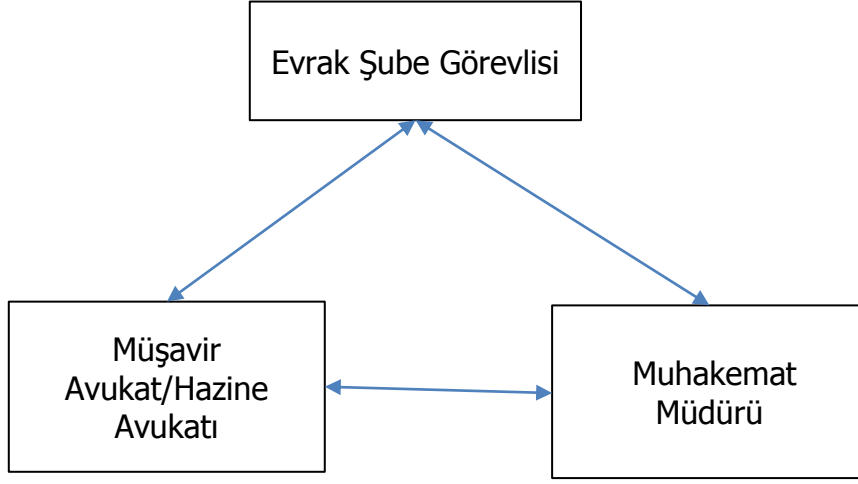 Evrak Şube Görevlisi
Müşavir
Avukat/Hazine
Avukatı
Muhakemat
Müdürü